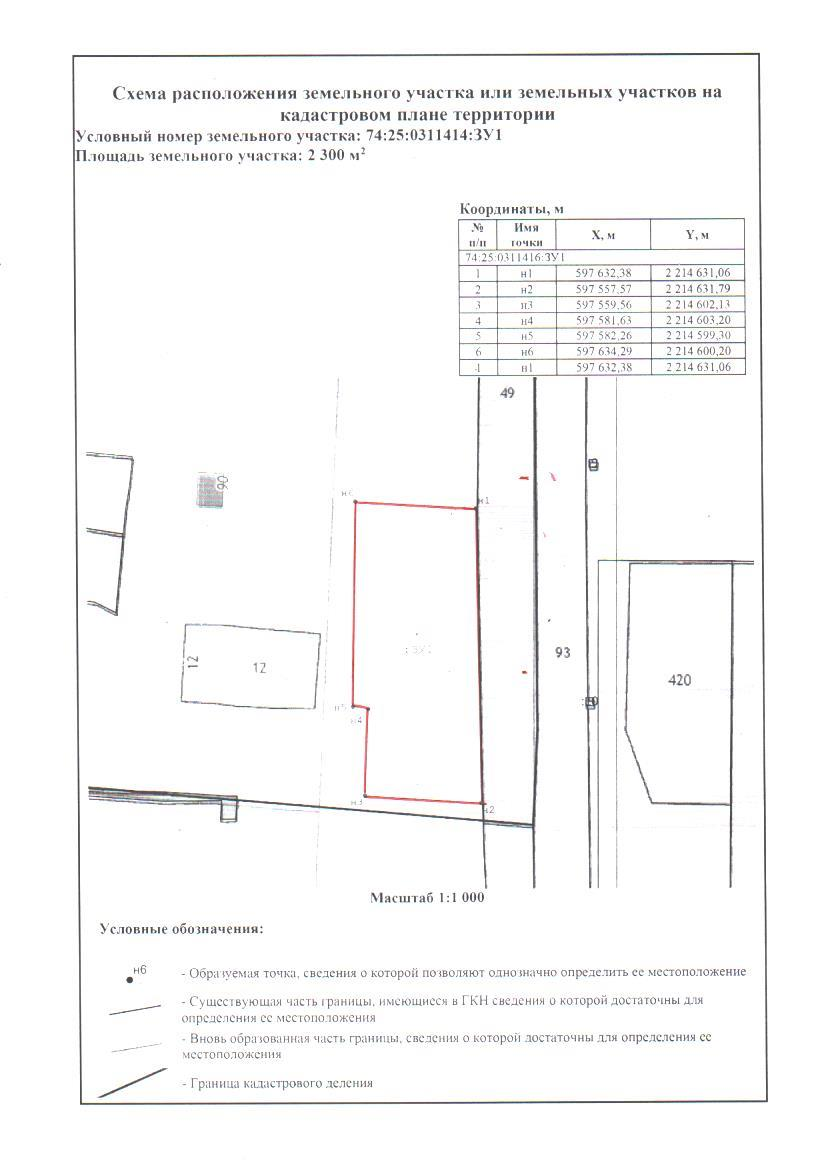 Схема расположения земельного участка или земельных участков на
кадастровом плане территории
Условный номер земельного участка: 74:25:0311414:ЗУ1
Площадь земельного участка: 2 300 м²
Координаты, м
№ п/п Имя точки X, м Y, м
74:25:0311416:ЗУ1
1 н1 597 632,38 2 214 631,06
2 н2 597 557,57 2 214 631,79
3 н3 597 559,56 2 214 602,13
4 н4 597 581,63 2 214 603,20
5 н5 597 582,26 2 214 599,30
6 н6 597 634,29 2 214 600,20
1 н1 597 632,38 2 214 631,06
49
90
н6
н1
:ЗУ1
12
12
93
420
н5
н4
н3
н2
Масштаб 1:1 000
Условные обозначения:
н6
- Образуемая точка, сведения о которой позволяют однозначно определить ее местоположение
- Существующая часть границы, имеющиеся в ГКН сведения о которой достаточны для
определения ее местоположения
- Вновь образованная часть границы, сведения о которой достаточны для определения ее
местоположения
- Граница кадастрового деления